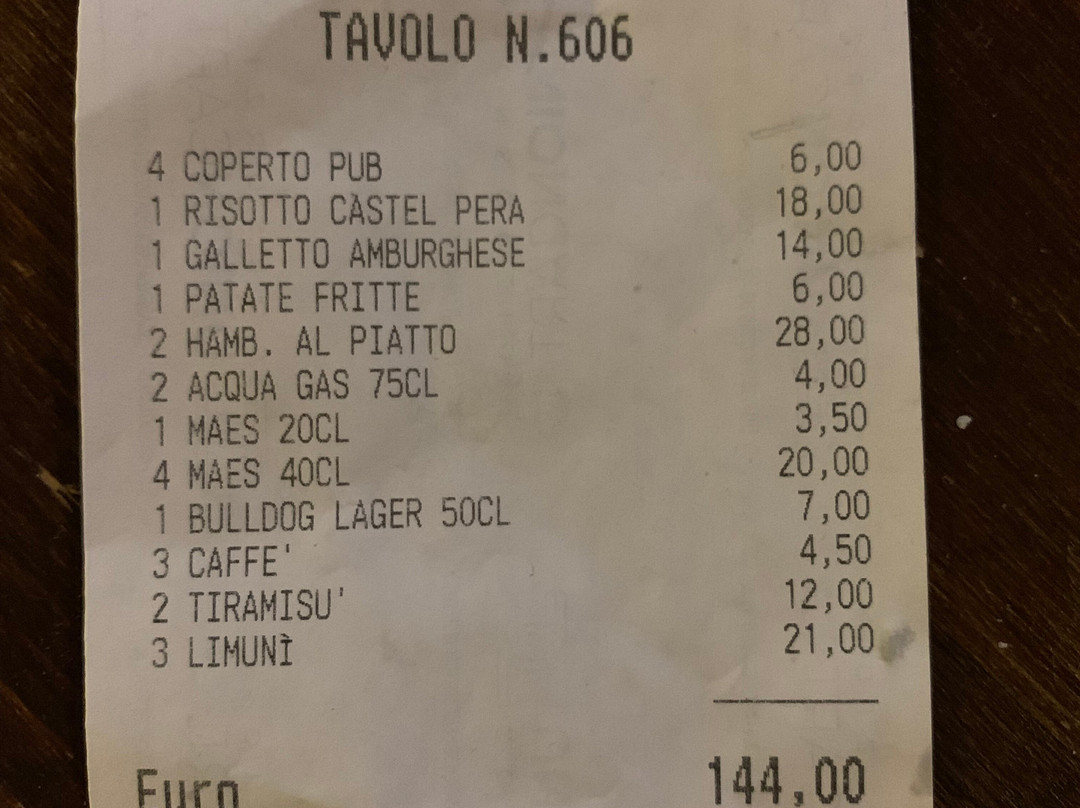 TAVOLO N.606
4 COPERTO PUB 6,00
1 RISOTTO CASTEL PERA 18,00
1 GALLETTO AMBURGHESE 14,00
1 PATATE FRITTE 6,00
2 HAMB. AL PIATTO 28,00
2 ACQUA GAS 75CL 4,00
1 MAES 20CL 3,50
4 MAES 40CL 20,00
1 BULLDOG LAGER 50CL 7,00
3 CAFFE' 4,50
2 TIRAMISU' 12,00
3 LIMUNÌ 21,00
Euro 144,00